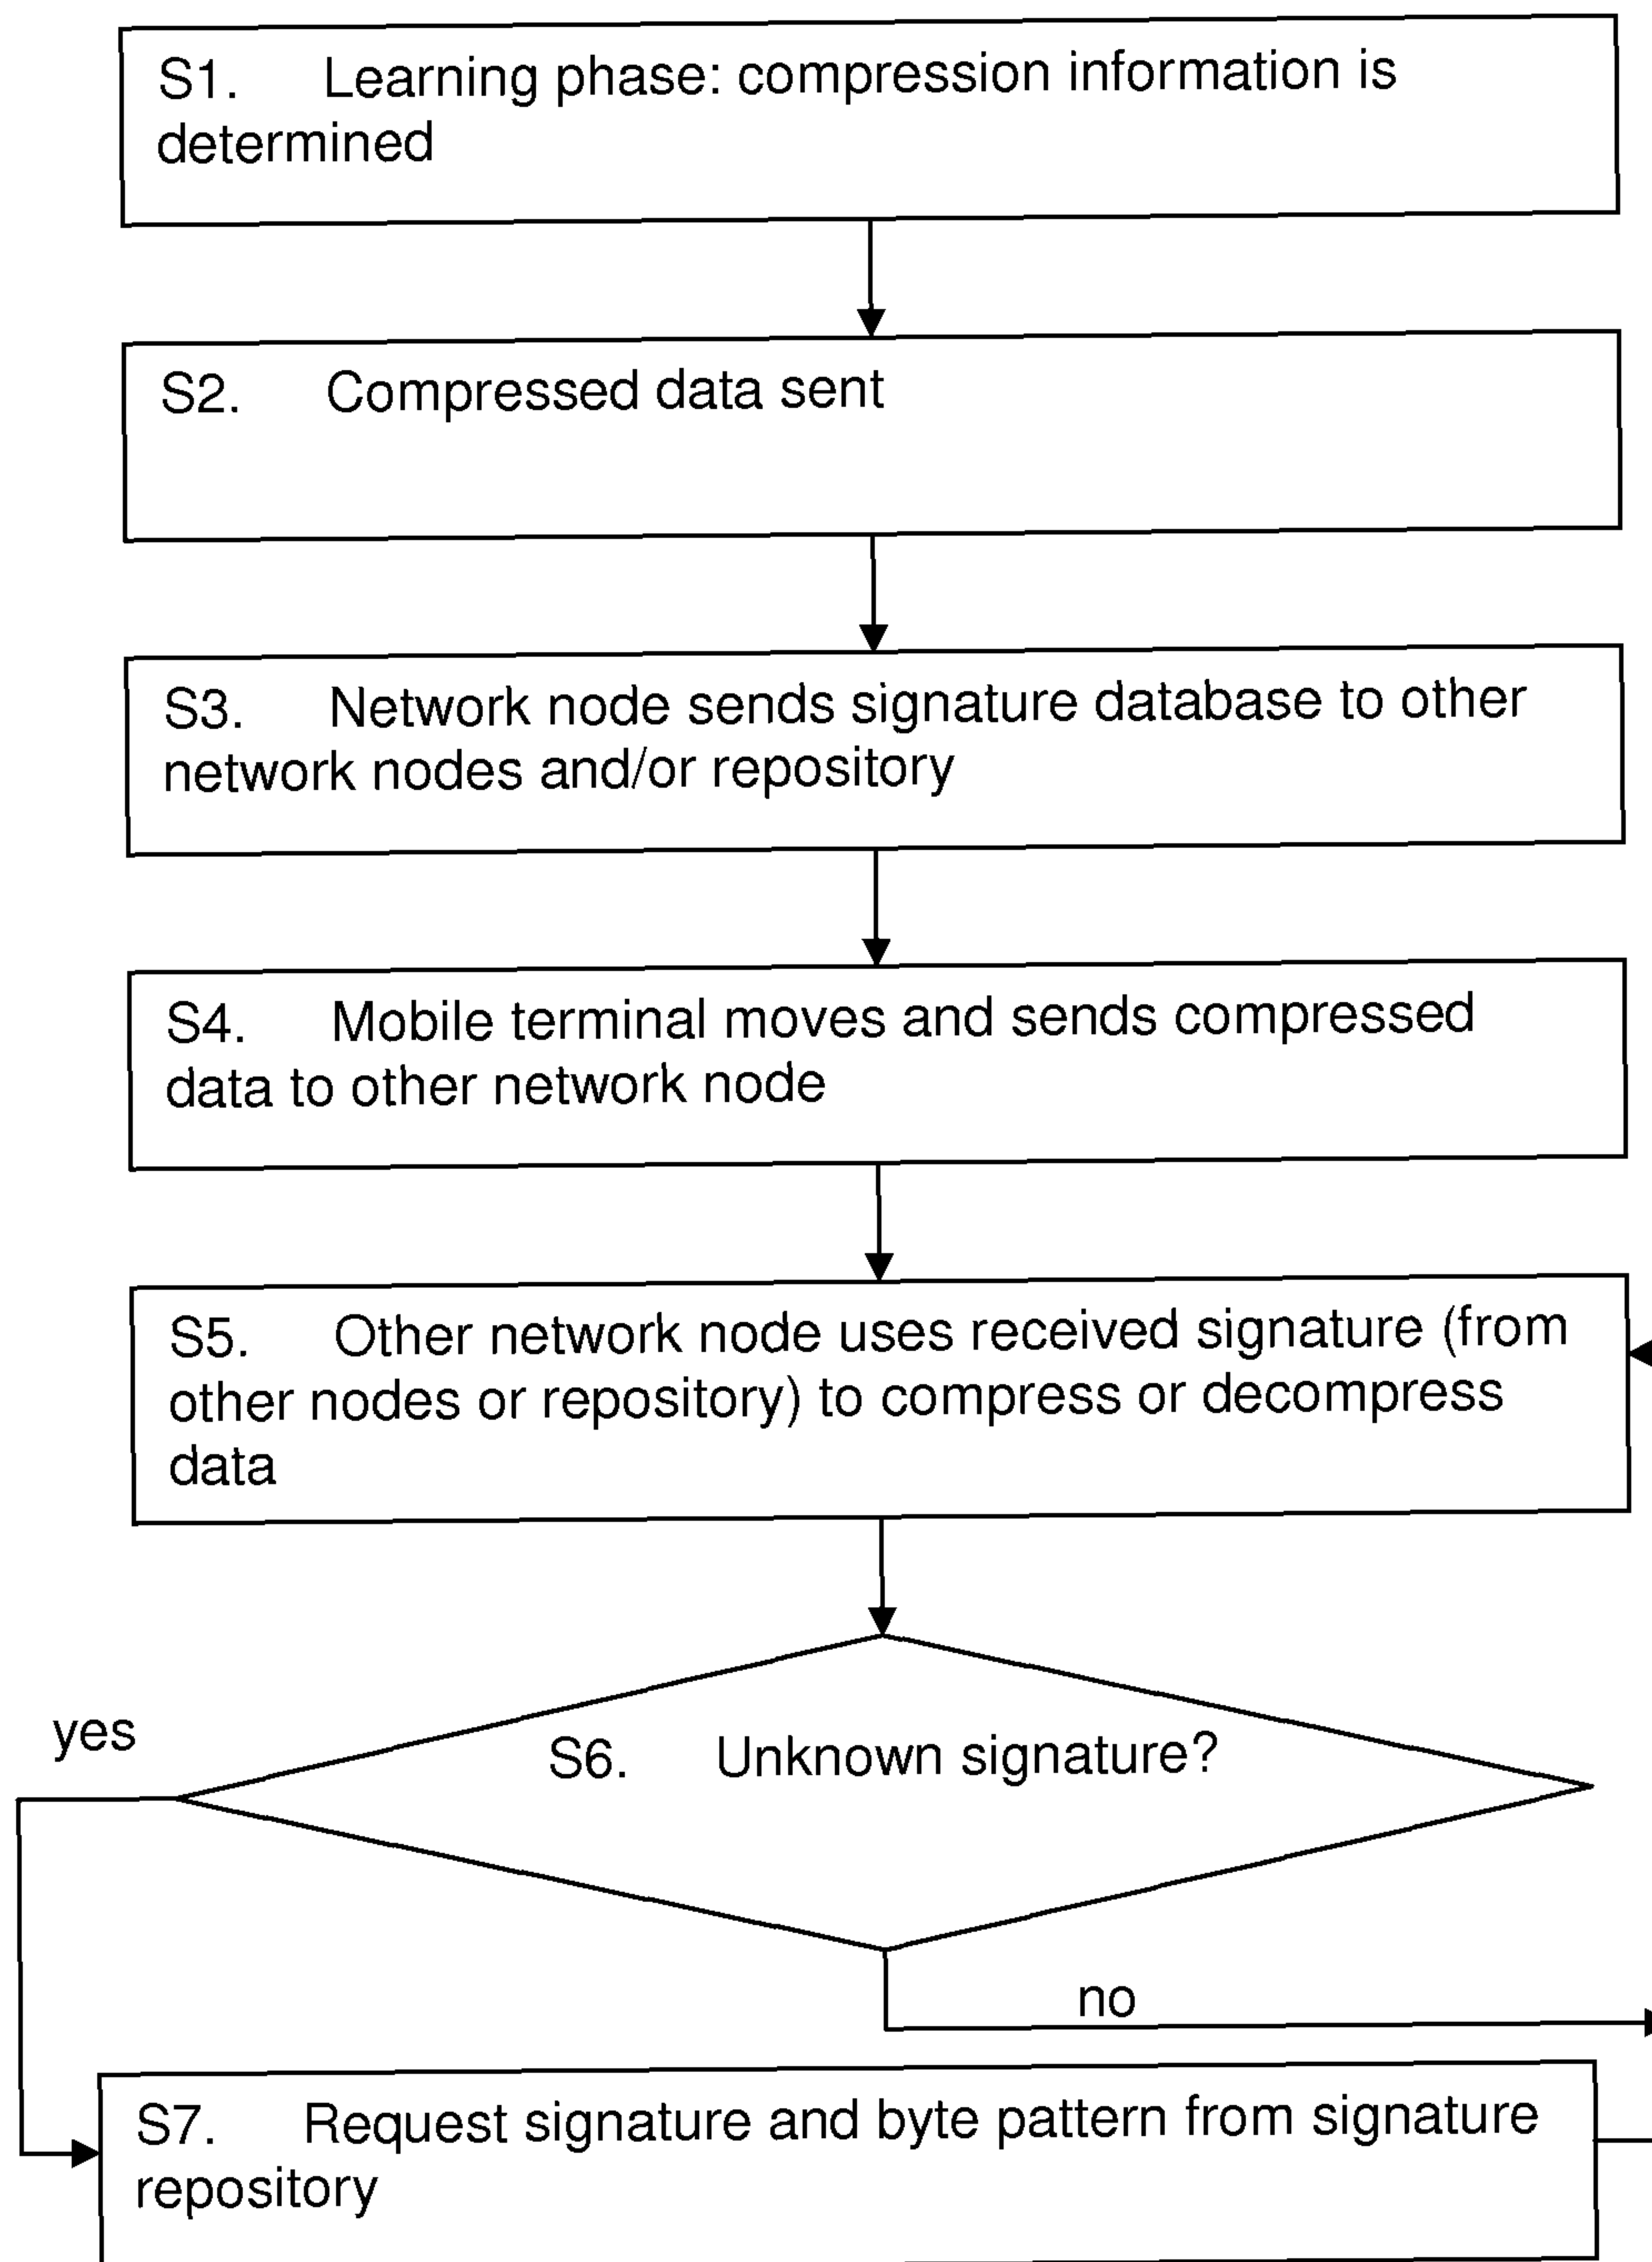 S1. Learning phase: compression information is
determined
S2. Compressed data sent
S3. Network node sends signature database to other
network nodes and/or repository
S4. Mobile terminal moves and sends compressed
data to other network node
S5. Other network node uses received signature (from
other nodes or repository) to compress or decompress
data
yes
S6. Unknown signature?
no
S7. Request signature and byte pattern from signature
repository